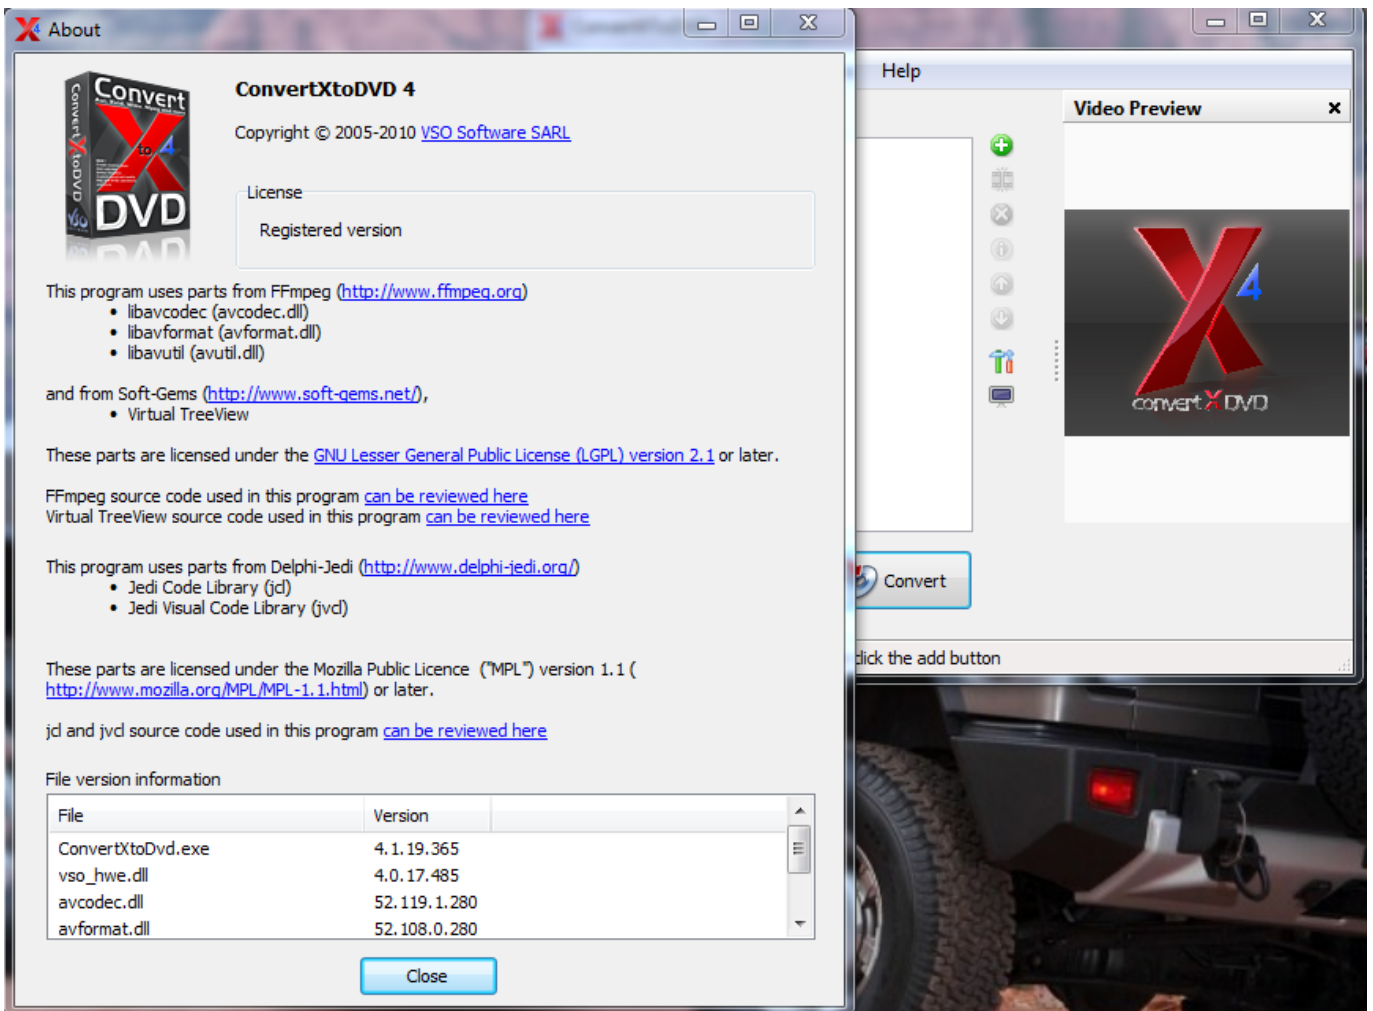 About
ConvertXtoDVD 4
Copyright © 2005-2010 VSO Software SARL
License
Registered version
Convert
X
to 4
DVD
ConvertXtoDVD
vso
This program uses parts from FFmpeg (http://www.ffmpeg.org)
• libavcodec (avcodec.dll)
• libavformat (avformat.dll)
• libavutil (avutil.dll)
and from Soft-Gems (http://www.soft-gems.net/),
• Virtual TreeView
These parts are licensed under the GNU Lesser General Public License (LGPL) version 2.1 or later.
FFmpeg source code used in this program can be reviewed here
Virtual TreeView source code used in this program can be reviewed here
This program uses parts from Delphi-Jedi (http://www.delphi-jedi.org/)
• Jedi Code Library (jcl)
• Jedi Visual Code Library (jvcl)
These parts are licensed under the Mozilla Public Licence ("MPL") version 1.1 (
http://www.mozilla.org/MPL/MPL-1.1.html) or later.
jcl and jvcl source code used in this program can be reviewed here
File version information
File Version
ConvertXtoDvd.exe 4.1.19.365
vso_hwe.dll 4.0.17.485
avcodec.dll 52.119.1.280
avformat.dll 52.108.0.280
Close
Help
Video Preview
X 4
convert X DVD
Convert
click the add button